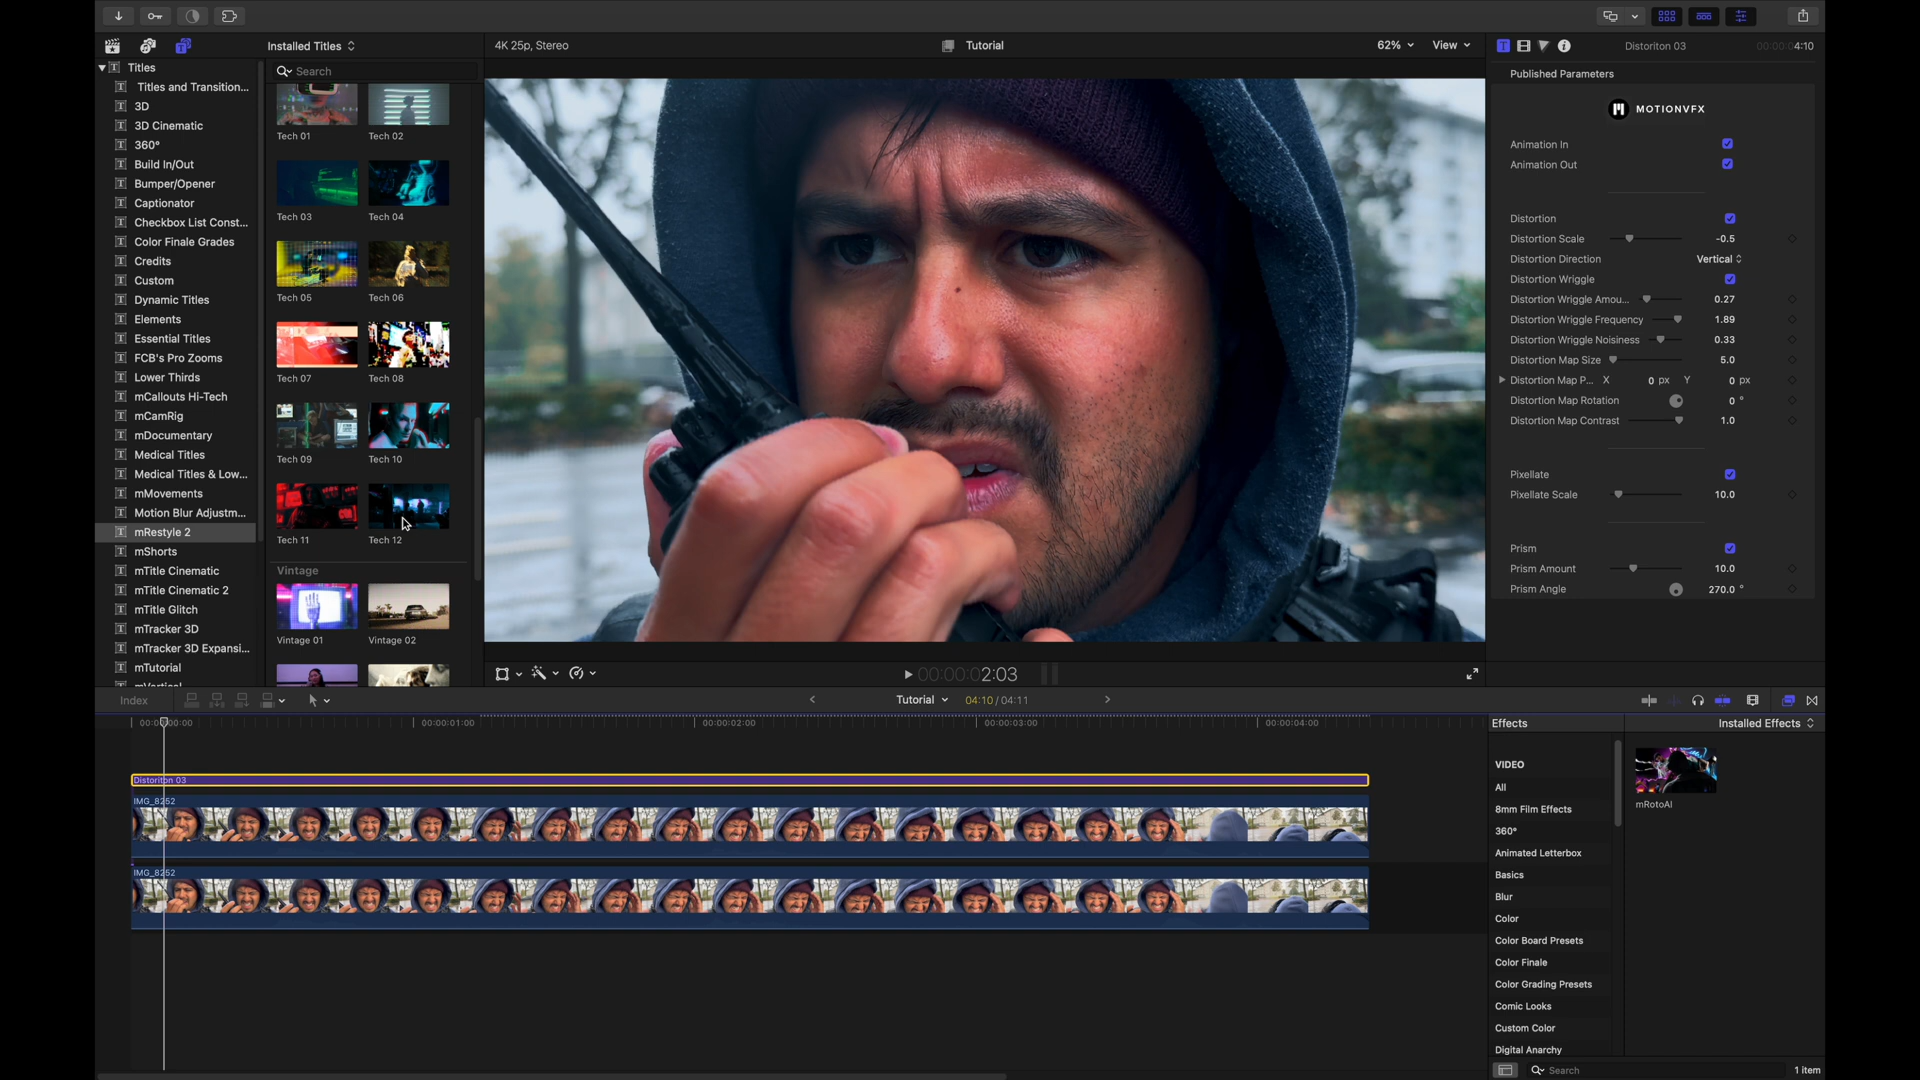 Installed Titles
4K 25p, Stereo
Tutorial
62%
View
Distoriton 03
00:00:04:10
Titles
Search
Published Parameters
Titles and Transition...
3D
3D Cinematic
360°
Build In/Out
Bumper/Opener
Captionator
Checkbox List Const...
Color Finale Grades
Credits
Custom
Dynamic Titles
Elements
Essential Titles
FCB's Pro Zooms
Lower Thirds
mCallouts Hi-Tech
mCamRig
mDocumentary
Medical Titles
Medical Titles & Low...
mMovements
Motion Blur Adjustm...
mRestyle 2
mShorts
mTitle Cinematic
mTitle Cinematic 2
mTitle Glitch
mTracker 3D
mTracker 3D Expansi...
mTutorial
Tech 01
Tech 02
Tech 03
Tech 04
Tech 05
Tech 06
Tech 07
Tech 08
Tech 09
Tech 10
Tech 11
Tech 12
Vintage
Vintage 01
Vintage 02
MOTIONVFX
Animation In
Animation Out
Distortion
Distortion Scale -0.5
Distortion Direction Vertical
Distortion Wriggle
Distortion Wriggle Amou... 0.27
Distortion Wriggle Frequency 1.89
Distortion Wriggle Noisiness 0.33
Distortion Map Size 5.0
Distortion Map P... X 0 px Y 0 px
Distortion Map Rotation 0 °
Distortion Map Contrast 1.0
Pixellate
Pixellate Scale 10.0
Prism
Prism Amount 10.0
Prism Angle 270.0 °
00:00:02:03
Index
Tutorial
04:10 / 04:11
00:00:01:00
00:00:02:00
00:00:03:00
00:00:04:00
Distoriton 03
IMG_8252
IMG_8252
Effects
Installed Effects
VIDEO
All
8mm Film Effects
360°
Animated Letterbox
Basics
Blur
Color
Color Board Presets
Color Finale
Color Grading Presets
Comic Looks
Custom Color
Digital Anarchy
mRotoAI
Search
1 item